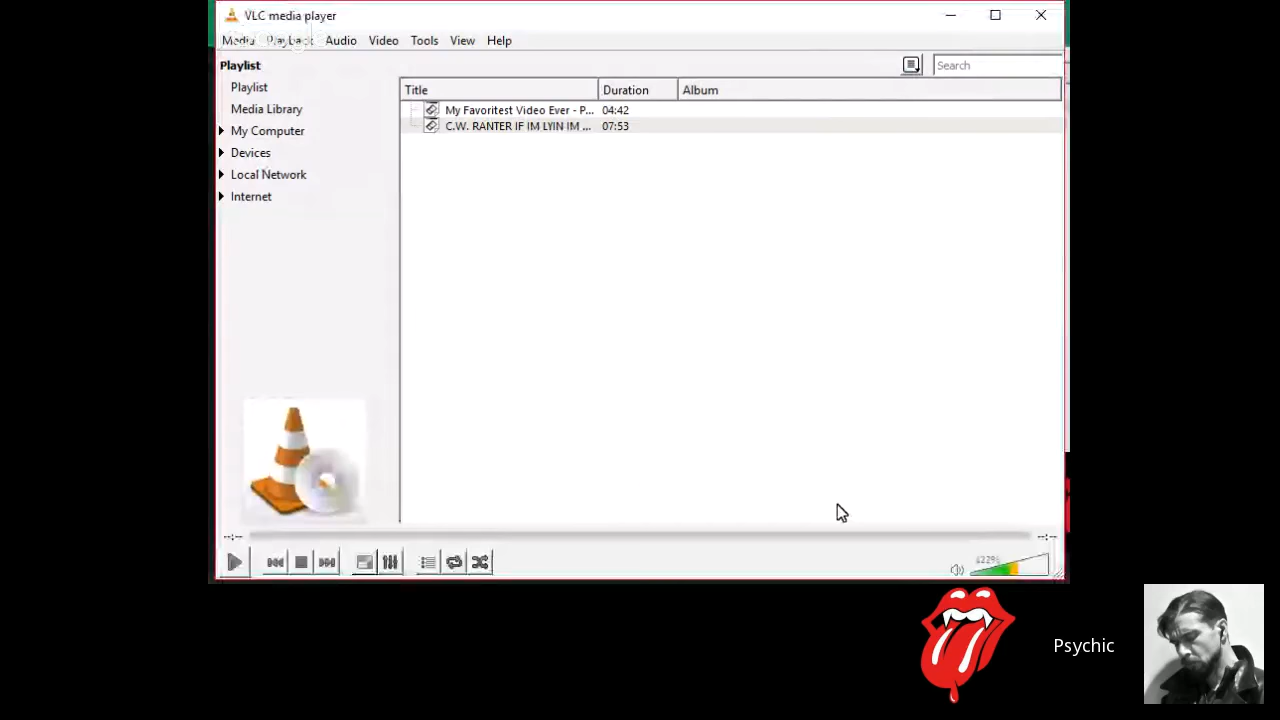 VLC media player
Media Playback Audio Video Tools View Help
Playlist
Search
Playlist
Media Library
My Computer
Devices
Local Network
Internet
Title Duration Album
My Favoritest Video Ever - P... 04:42
C.W. RANTER IF IM LYIN IM ... 07:53
--:-- --:--
Psychic